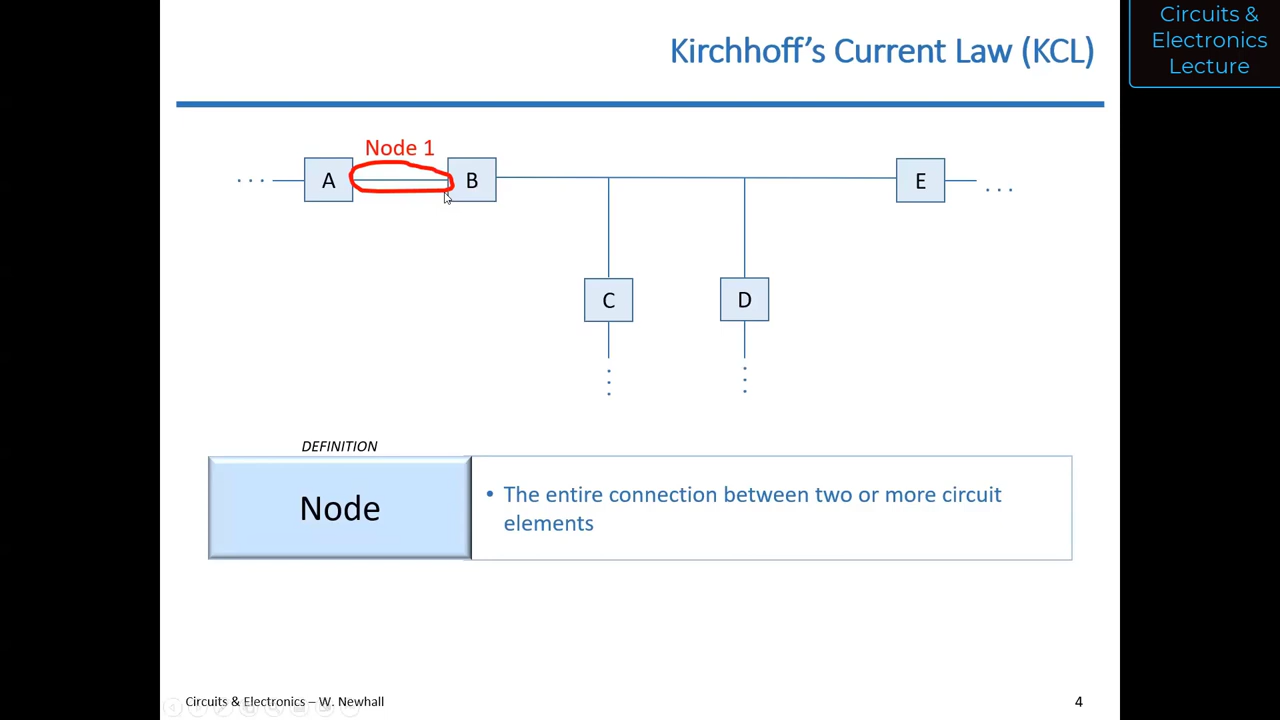 Circuits &
Electronics
Lecture
Kirchhoff's Current Law (KCL)
Node 1
... A B E ...
C D
DEFINITION
Node
• The entire connection between two or more circuit
elements
Circuits & Electronics – W. Newhall
4